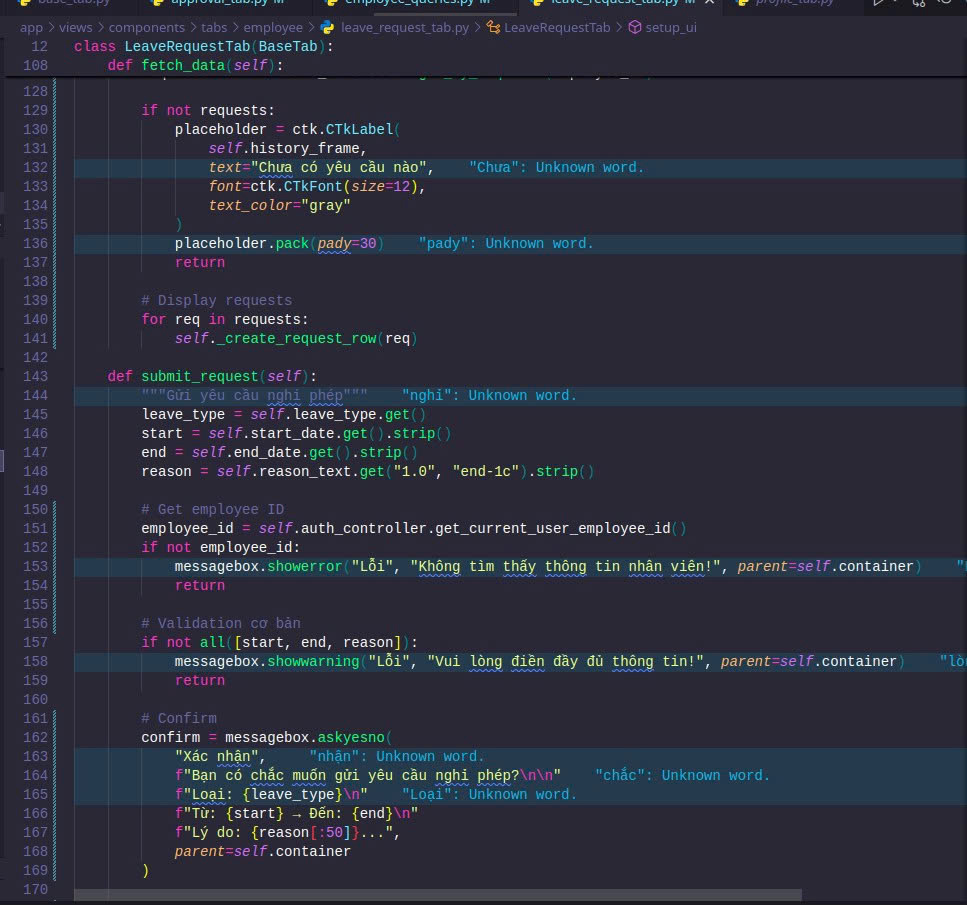 base_tab.py M
approval_tab.py M
employee_queries.py M
leave_request_tab.py M
profile_tab.py
app > views > components > tabs > employee > leave_request_tab.py > LeaveRequestTab > setup_ui
12 class LeaveRequestTab(BaseTab):
108 def fetch_data(self):
128
129 if not requests:
130 placeholder = ctk.CTkLabel(
131 self.history_frame,
132 text="Chưa có yêu cầu nào", "Chưa": Unknown word.
133 font=ctk.CTkFont(size=12),
134 text_color="gray"
135 )
136 placeholder.pack(pady=30) "pady": Unknown word.
137 return
138
139 # Display requests
140 for req in requests:
141 self._create_request_row(req)
142
143 def submit_request(self):
144 """Gửi yêu cầu nghỉ phép""" "nghỉ": Unknown word.
145 leave_type = self.leave_type.get()
146 start = self.start_date.get().strip()
147 end = self.end_date.get().strip()
148 reason = self.reason_text.get("1.0", "end-1c").strip()
149
150 # Get employee ID
151 employee_id = self.auth_controller.get_current_user_employee_id()
152 if not employee_id:
153 messagebox.showerror("Lỗi", "Không tìm thấy thông tin nhân viên!", parent=self.container)
154 return
155
156 # Validation cơ bản
157 if not all([start, end, reason]):
158 messagebox.showwarning("Lỗi", "Vui lòng điền đầy đủ thông tin!", parent=self.container) "lò
159 return
160
161 # Confirm
162 confirm = messagebox.askyesno(
163 "Xác nhận", "nhận": Unknown word.
164 f"Bạn có chắc muốn gửi yêu cầu nghỉ phép?\n\n" "chắc": Unknown word.
165 f"Loại: {leave_type}\n" "Loại": Unknown word.
166 f"Từ: {start} → Đến: {end}\n"
167 f"Lý do: {reason[:50]}...",
168 parent=self.container
169 )
170